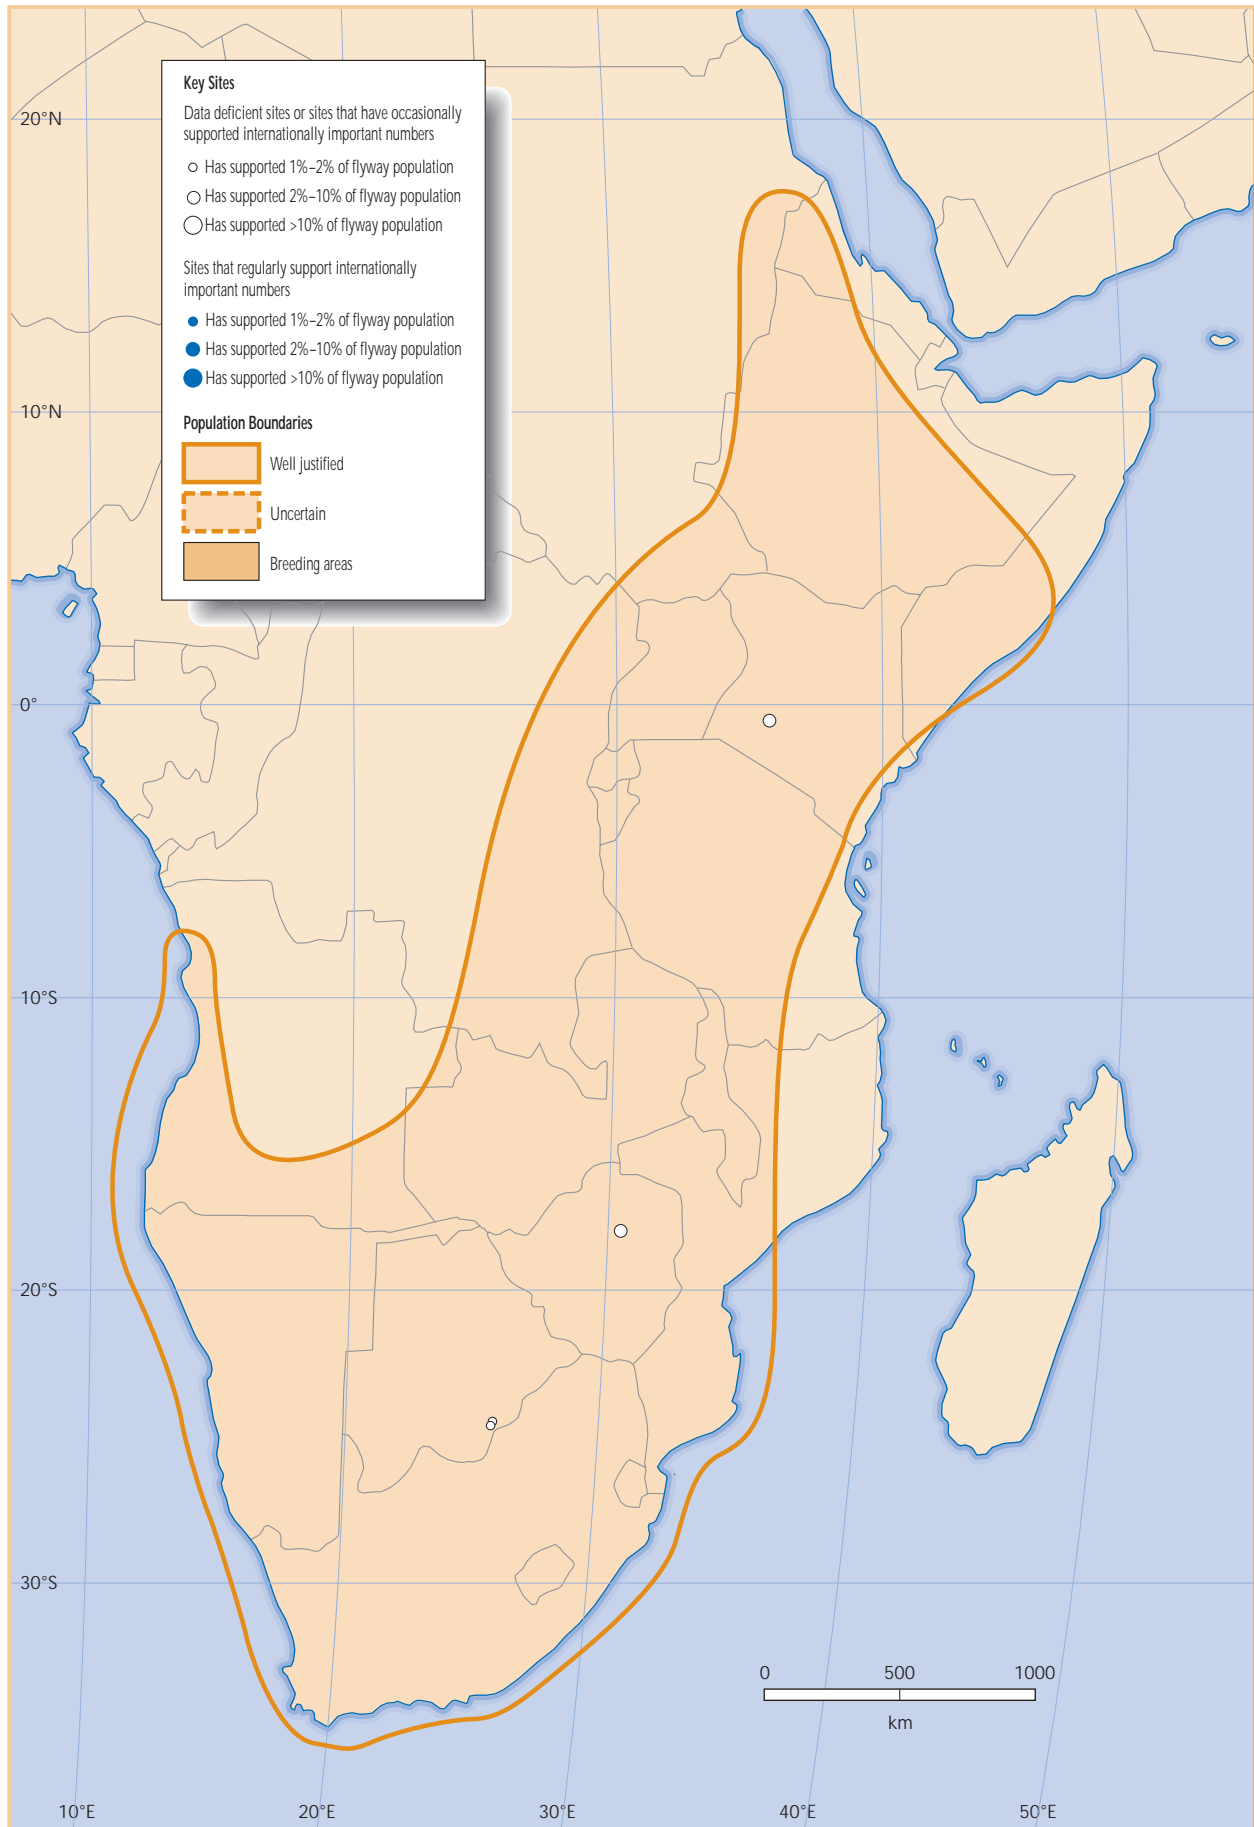 Key Sites
Data deficient sites or sites that have occasionally
supported internationally important numbers
Has supported 1%–2% of flyway population
Has supported 2%–10% of flyway population
Has supported >10% of flyway population
Sites that regularly support internationally
important numbers
Has supported 1%–2% of flyway population
Has supported 2%–10% of flyway population
Has supported >10% of flyway population
Population Boundaries
Well justified
Uncertain
Breeding areas
20°N
10°N
0°
10°S
20°S
30°S
0 500 1000
km
10°E 20°E 30°E 40°E 50°E